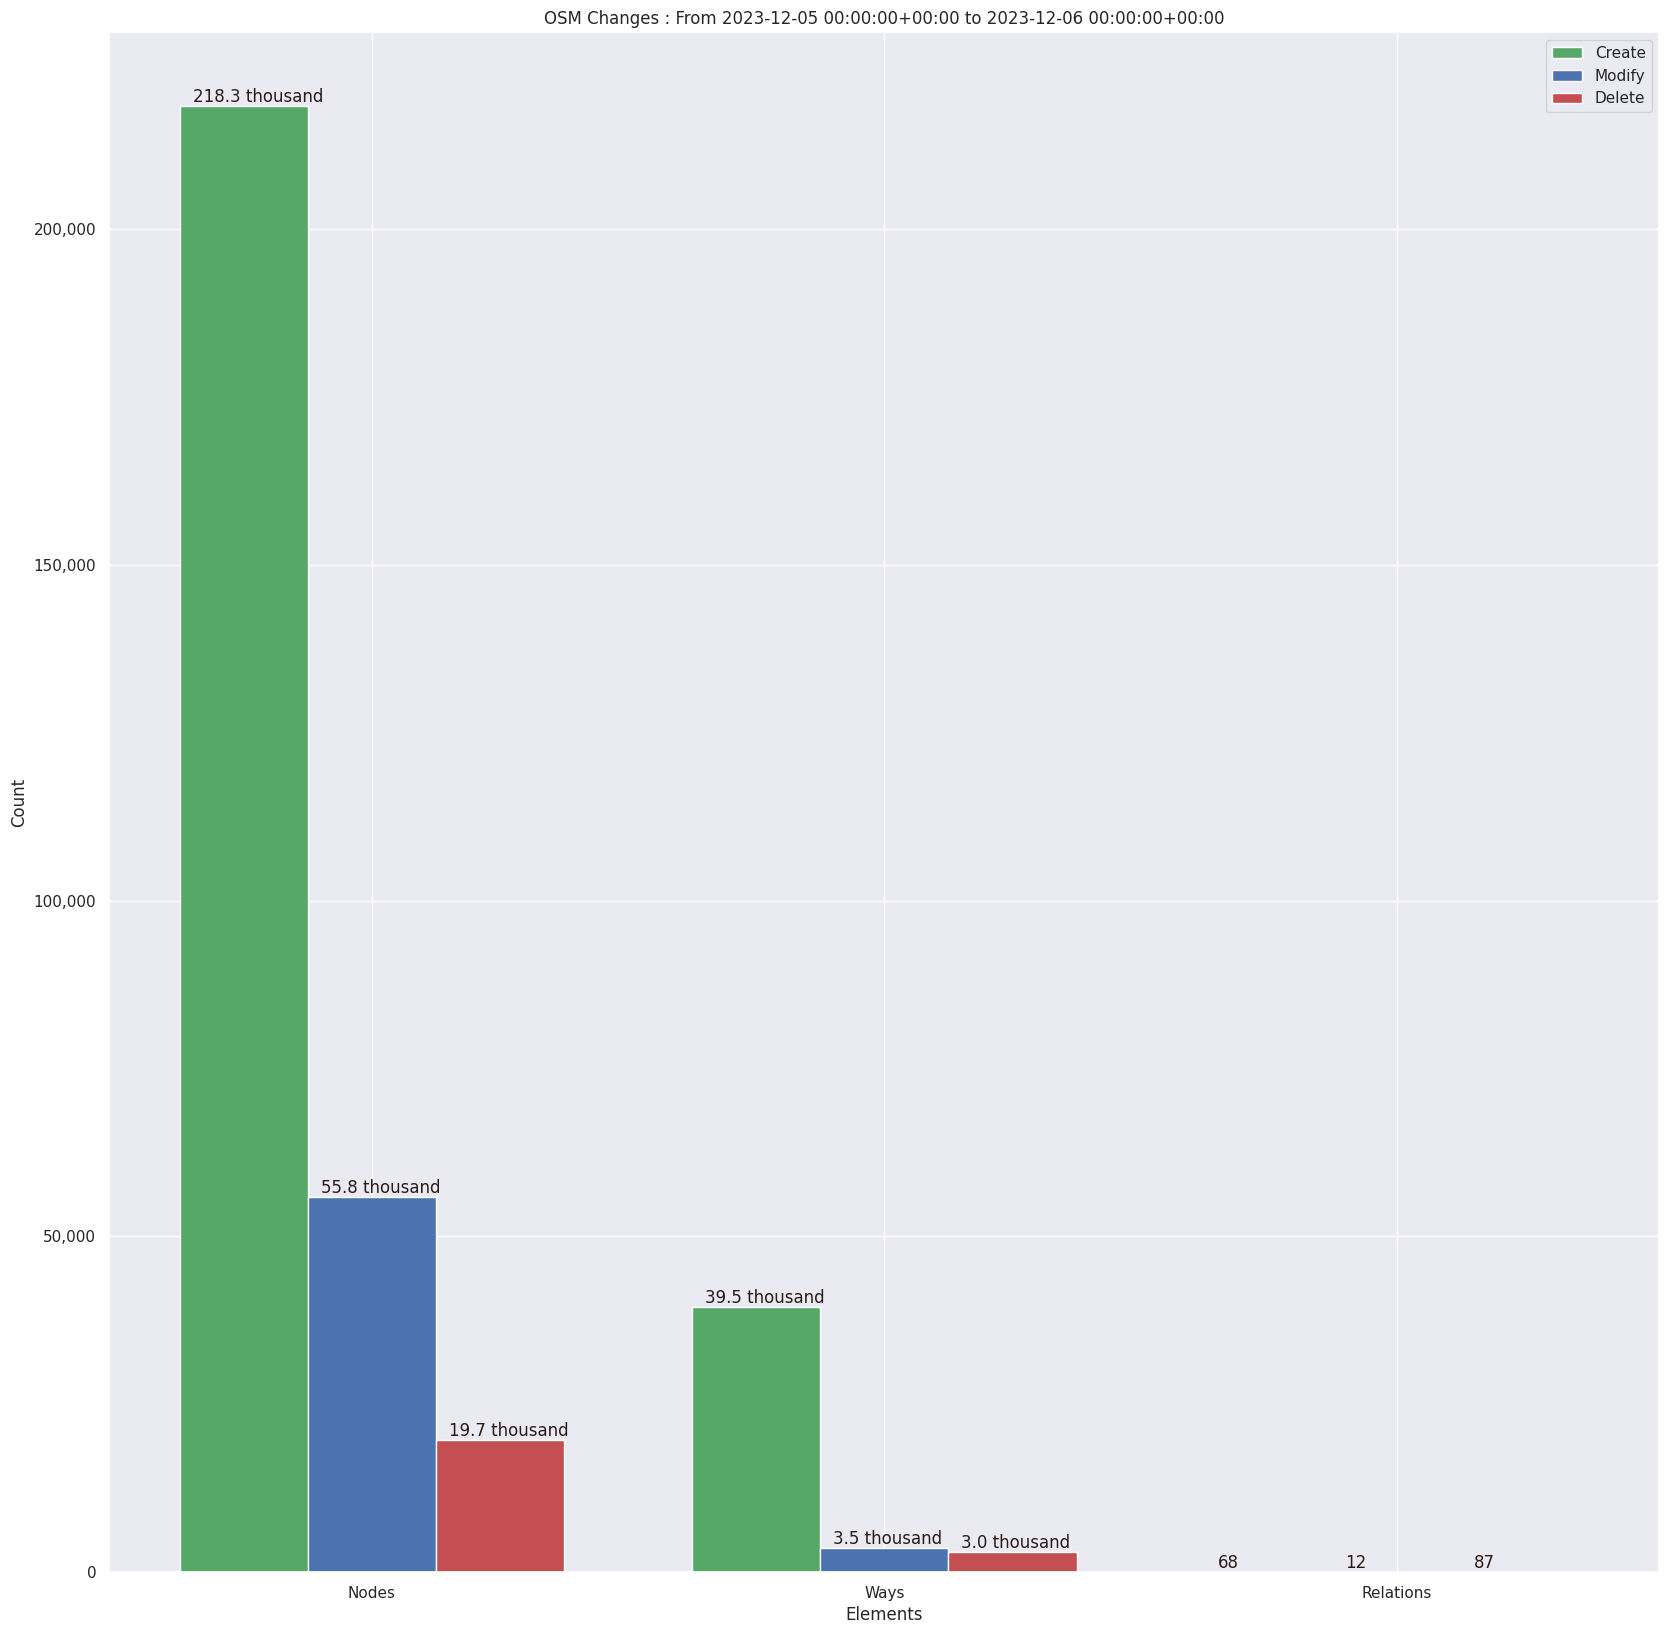 OSM Changes : From 2023-12-05 00:00:00+00:00 to 2023-12-06 00:00:00+00:00
Create
Modify
Delete
218.3 thousand
200,000
150,000
Count
100,000
55.8 thousand
50,000
39.5 thousand
19.7 thousand
3.5 thousand
3.0 thousand
68
12
87
0
Nodes
Ways
Relations
Elements